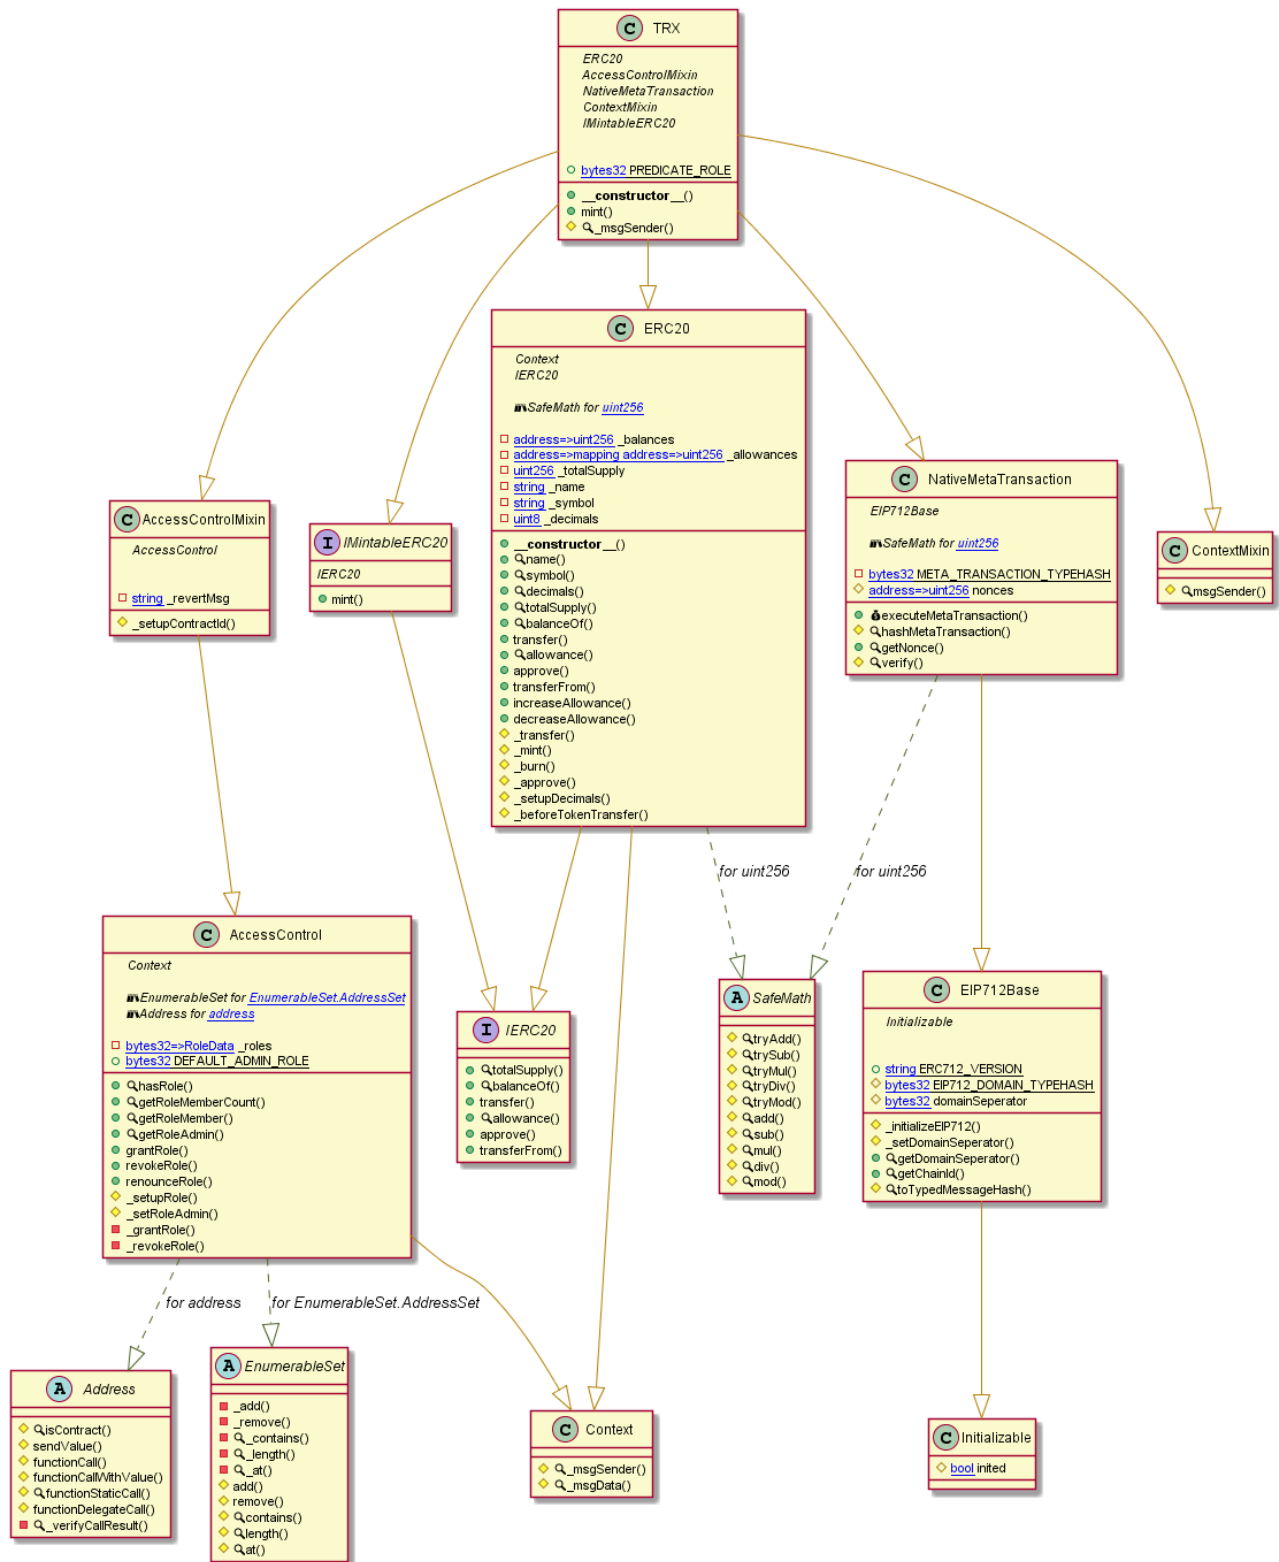 C TRX
ERC20
AccessControlMixin
NativeMetaTransaction
ContextMixin
IMintableERC20
bytes32 PREDICATE_ROLE
__constructor__()
mint()
_msgSender()
C ERC20
Context
IERC20
SafeMath for uint256
address=>uint256 _balances
address=>mapping address=>uint256 _allowances
uint256 _totalSupply
string _name
string _symbol
uint8 _decimals
__constructor__()
name()
symbol()
decimals()
totalSupply()
balanceOf()
transfer()
allowance()
approve()
transferFrom()
increaseAllowance()
decreaseAllowance()
_transfer()
_mint()
_burn()
_approve()
_setupDecimals()
_beforeTokenTransfer()
C NativeMetaTransaction
EIP712Base
SafeMath for uint256
bytes32 META_TRANSACTION_TYPEHASH
address=>uint256 nonces
executeMetaTransaction()
hashMetaTransaction()
getNonce()
verify()
C AccessControlMixin
AccessControl
string _revertMsg
_setupContractId()
I IMintableERC20
IERC20
mint()
C ContextMixin
msgSender()
for uint256
for uint256
C AccessControl
Context
EnumerableSet for EnumerableSet.AddressSet
Address for address
bytes32=>RoleData _roles
bytes32 DEFAULT_ADMIN_ROLE
hasRole()
getRoleMemberCount()
getRoleMember()
getRoleAdmin()
grantRole()
revokeRole()
renounceRole()
_setupRole()
_setRoleAdmin()
_grantRole()
_revokeRole()
I IERC20
totalSupply()
balanceOf()
transfer()
allowance()
approve()
transferFrom()
A SafeMath
tryAdd()
trySub()
tryMul()
tryDiv()
tryMod()
add()
sub()
mul()
div()
mod()
C EIP712Base
Initializable
string ERC712_VERSION
bytes32 EIP712_DOMAIN_TYPEHASH
bytes32 domainSeperator
_initializeEIP712()
_setDomainSeperator()
getDomainSeperator()
getChainId()
toTypedMessageHash()
for address
for EnumerableSet.AddressSet
A Address
isContract()
sendValue()
functionCall()
functionCallWithValue()
functionStaticCall()
functionDelegateCall()
_verifyCallResult()
A EnumerableSet
_add()
_remove()
_contains()
_length()
_at()
add()
remove()
contains()
length()
at()
C Context
_msgSender()
_msgData()
C Initializable
bool inited